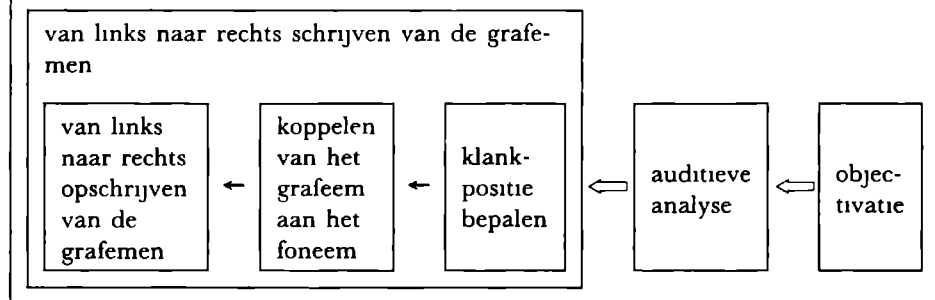 van links naar rechts schrijven van de grafe-
men
van links
naar rechts
opschrijven
van de
grafemen
koppelen
van het
grafeem
aan het
foneem
klank-
positie
bepalen
auditieve
analyse
objec-
tivatie